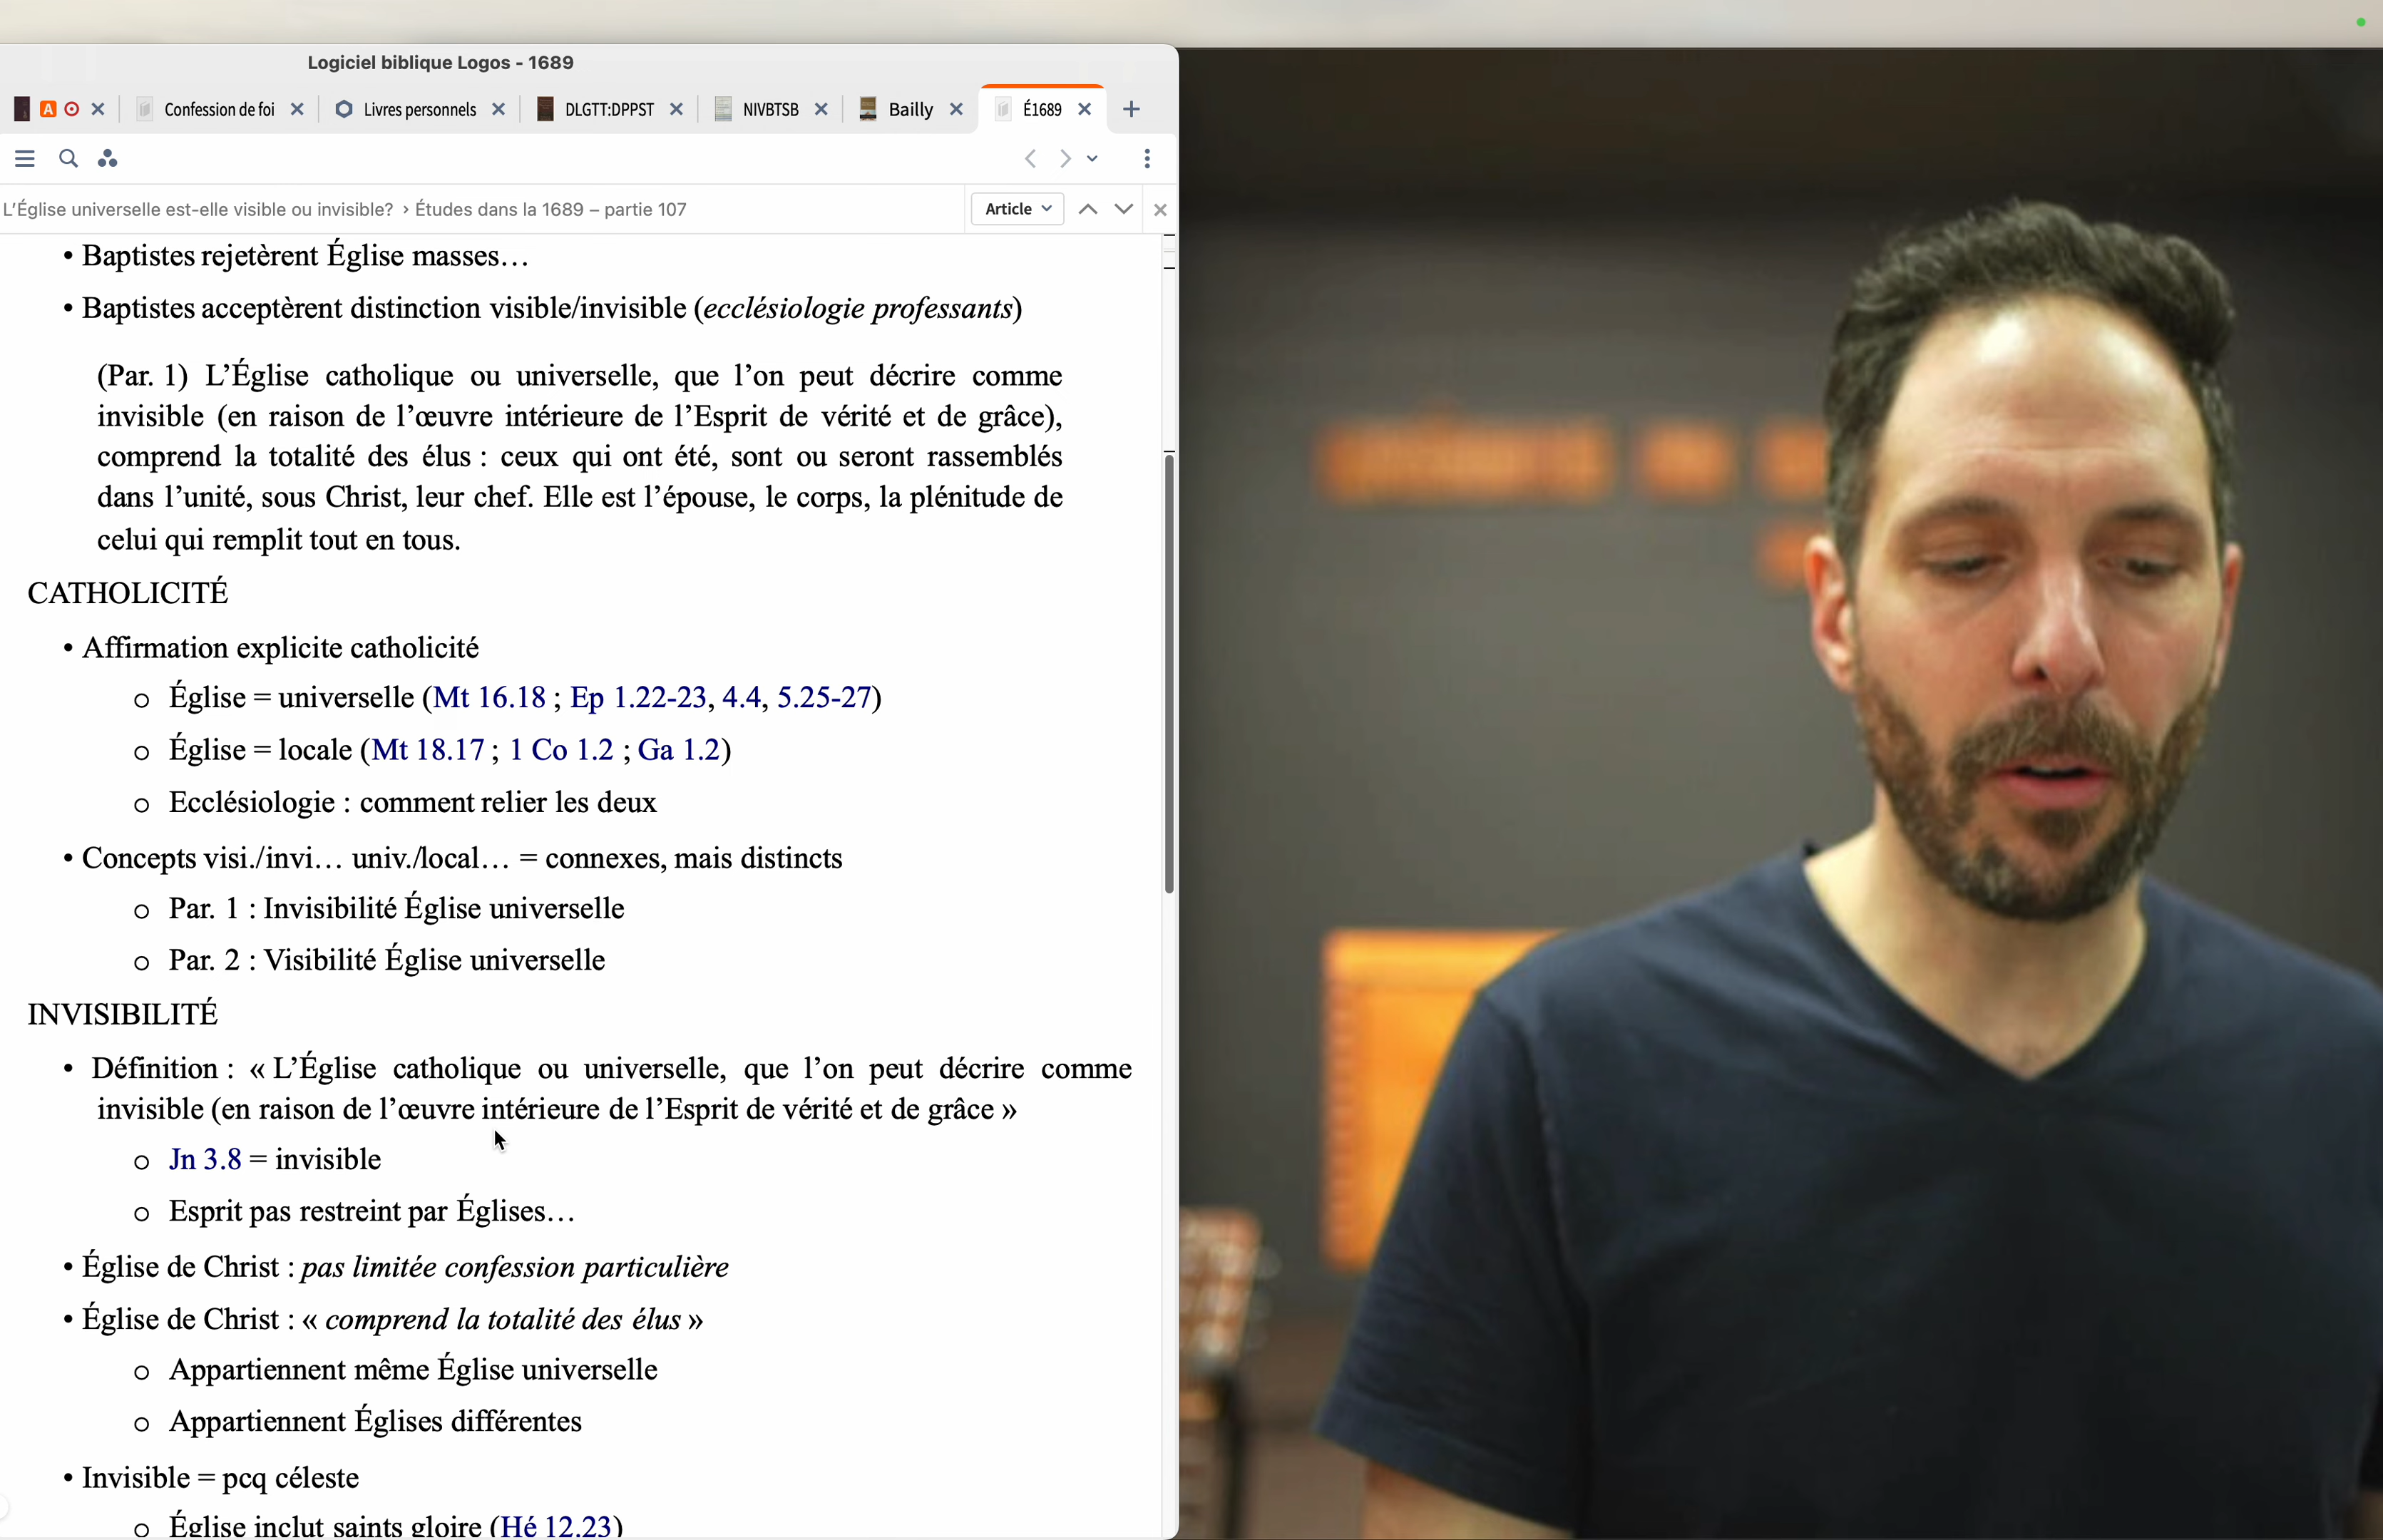 Logiciel biblique Logos - 1689
A Confession de foi Livres personnels DLGTT:DPPST NIVBTSB Bailly É1689
L'Église universelle est-elle visible ou invisible? › Études dans la 1689 – partie 107 Article
• Baptistes rejetèrent Église masses…
• Baptistes acceptèrent distinction visible/invisible (ecclésiologie professants)
(Par. 1) L’Église catholique ou universelle, que l’on peut décrire comme
invisible (en raison de l’œuvre intérieure de l’Esprit de vérité et de grâce),
comprend la totalité des élus : ceux qui ont été, sont ou seront rassemblés
dans l’unité, sous Christ, leur chef. Elle est l’épouse, le corps, la plénitude de
celui qui remplit tout en tous.
CATHOLICITÉ
• Affirmation explicite catholicité
o Église = universelle (Mt 16.18 ; Ep 1.22-23, 4.4, 5.25-27)
o Église = locale (Mt 18.17 ; 1 Co 1.2 ; Ga 1.2)
o Ecclésiologie : comment relier les deux
• Concepts visi./invi… univ./local… = connexes, mais distincts
o Par. 1 : Invisibilité Église universelle
o Par. 2 : Visibilité Église universelle
INVISIBILITÉ
• Définition : « L’Église catholique ou universelle, que l’on peut décrire comme
invisible (en raison de l’œuvre intérieure de l’Esprit de vérité et de grâce »
o Jn 3.8 = invisible
o Esprit pas restreint par Églises…
• Église de Christ : pas limitée confession particulière
• Église de Christ : « comprend la totalité des élus »
o Appartiennent même Église universelle
o Appartiennent Églises différentes
• Invisible = pcq céleste
o Église inclut saints gloire (Hé 12.23)